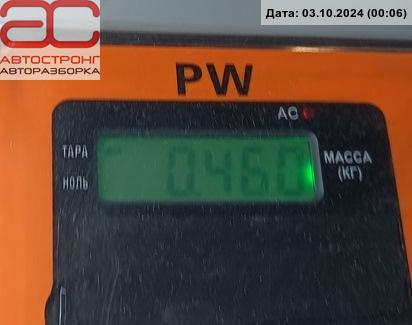 Дата: 03.10.2024 (00:06)
АС
АВТОСТРОНГ
АВТОРАЗБОРКА
PW
AC
ТАРА
НОЛЬ
0.460
МАССА
(КГ)